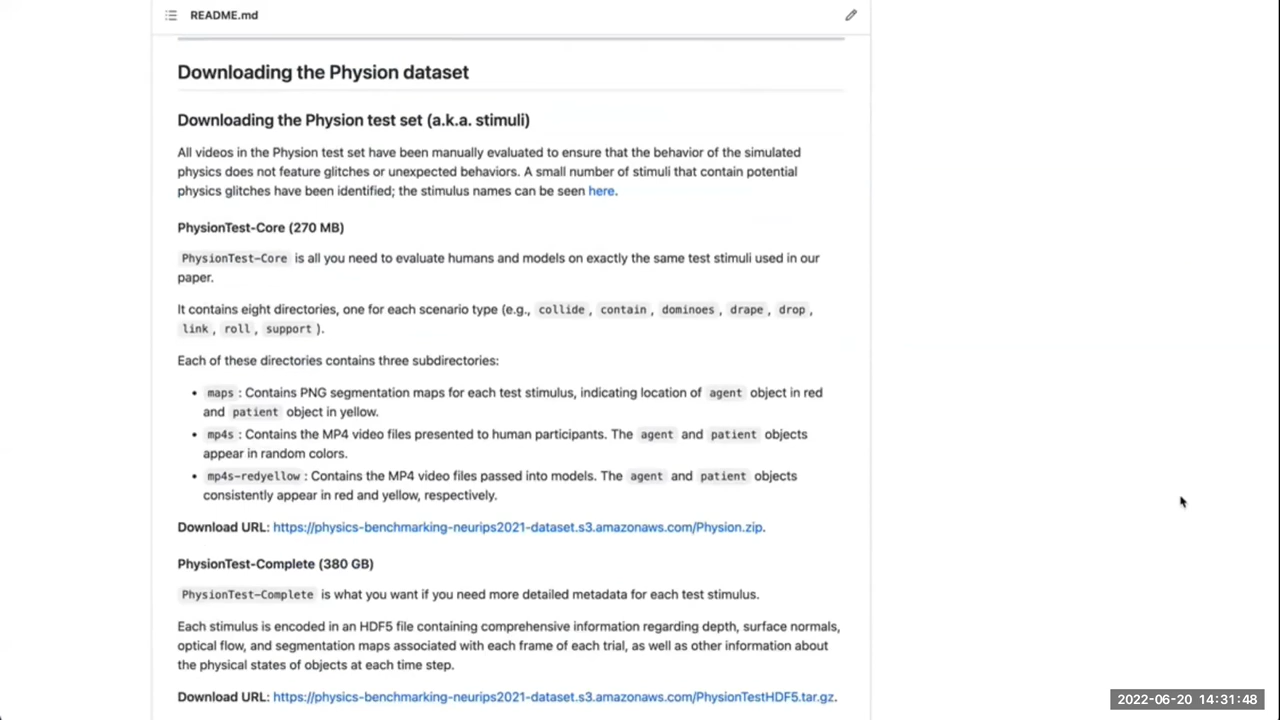 README.md
Downloading the Physion dataset
Downloading the Physion test set (a.k.a. stimuli)
All videos in the Physion test set have been manually evaluated to ensure that the behavior of the simulated
physics does not feature glitches or unexpected behaviors. A small number of stimuli that contain potential
physics glitches have been identified; the stimulus names can be seen here.
PhysionTest-Core (270 MB)
PhysionTest-Core is all you need to evaluate humans and models on exactly the same test stimuli used in our
paper.
It contains eight directories, one for each scenario type (e.g., collide, contain, dominoes, drape, drop,
link, roll, support).
Each of these directories contains three subdirectories:
• maps: Contains PNG segmentation maps for each test stimulus, indicating location of agent object in red
and patient object in yellow.
• mp4s: Contains the MP4 video files presented to human participants. The agent and patient objects
appear in random colors.
• mp4s-redyellow: Contains the MP4 video files passed into models. The agent and patient objects
consistently appear in red and yellow, respectively.
Download URL: https://physics-benchmarking-neurips2021-dataset.s3.amazonaws.com/Physion.zip.
PhysionTest-Complete (380 GB)
PhysionTest-Complete is what you want if you need more detailed metadata for each test stimulus.
Each stimulus is encoded in an HDF5 file containing comprehensive information regarding depth, surface normals,
optical flow, and segmentation maps associated with each frame of each trial, as well as other information about
the physical states of objects at each time step.
Download URL: https://physics-benchmarking-neurips2021-dataset.s3.amazonaws.com/PhysionTestHDF5.tar.gz.
2022-06-20 14:31:48